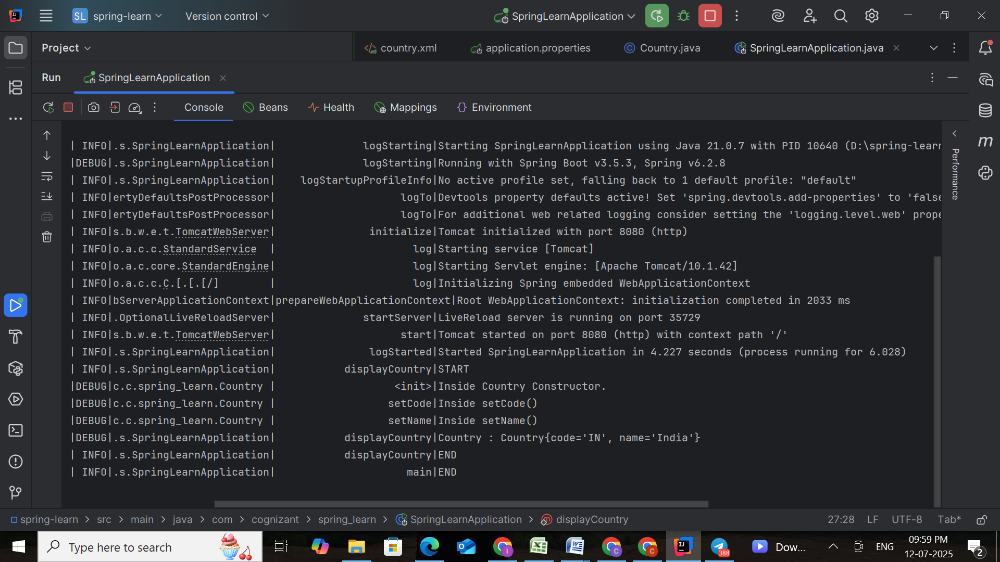 SL spring-learn Version control SpringLearnApplication
Project country.xml application.properties Country.java SpringLearnApplication.java
Run SpringLearnApplication
Console Beans Health Mappings Environment
| INFO|.s.SpringLearnApplication| logStarting|Starting SpringLearnApplication using Java 21.0.7 with PID 10640 (D:\spring-learn
|DEBUG|.s.SpringLearnApplication| logStarting|Running with Spring Boot v3.5.3, Spring v6.2.8
| INFO|.s.SpringLearnApplication| logStartupProfileInfo|No active profile set, falling back to 1 default profile: "default"
| INFO|ertyDefaultsPostProcessor| logTo|Devtools property defaults active! Set 'spring.devtools.add-properties' to 'false
| INFO|ertyDefaultsPostProcessor| logTo|For additional web related logging consider setting the 'logging.level.web' prope
| INFO|s.b.w.e.t.TomcatWebServer| initialize|Tomcat initialized with port 8080 (http)
| INFO|o.a.c.c.StandardService | log|Starting service [Tomcat]
| INFO|o.a.c.core.StandardEngine| log|Starting Servlet engine: [Apache Tomcat/10.1.42]
| INFO|o.a.c.c.C.[.[.[/] | log|Initializing Spring embedded WebApplicationContext
| INFO|bServerApplicationContext|prepareWebApplicationContext|Root WebApplicationContext: initialization completed in 2033 ms
| INFO|.OptionalLiveReloadServer| startServer|LiveReload server is running on port 35729
| INFO|s.b.w.e.t.TomcatWebServer| start|Tomcat started on port 8080 (http) with context path '/'
| INFO|.s.SpringLearnApplication| logStarted|Started SpringLearnApplication in 4.227 seconds (process running for 6.028)
| INFO|.s.SpringLearnApplication| displayCountry|START
|DEBUG|c.c.spring_learn.Country | <init>|Inside Country Constructor.
|DEBUG|c.c.spring_learn.Country | setCode|Inside setCode()
|DEBUG|c.c.spring_learn.Country | setName|Inside setName()
|DEBUG|.s.SpringLearnApplication| displayCountry|Country : Country{code='IN', name='India'}
| INFO|.s.SpringLearnApplication| displayCountry|END
| INFO|.s.SpringLearnApplication| main|END
Performance
spring-learn > src > main > java > com > cognizant > spring_learn > SpringLearnApplication > displayCountry 27:28 LF UTF-8 Tab*
Type here to search 388 Dow... ENG 09:59 PM
12-07-2025 2